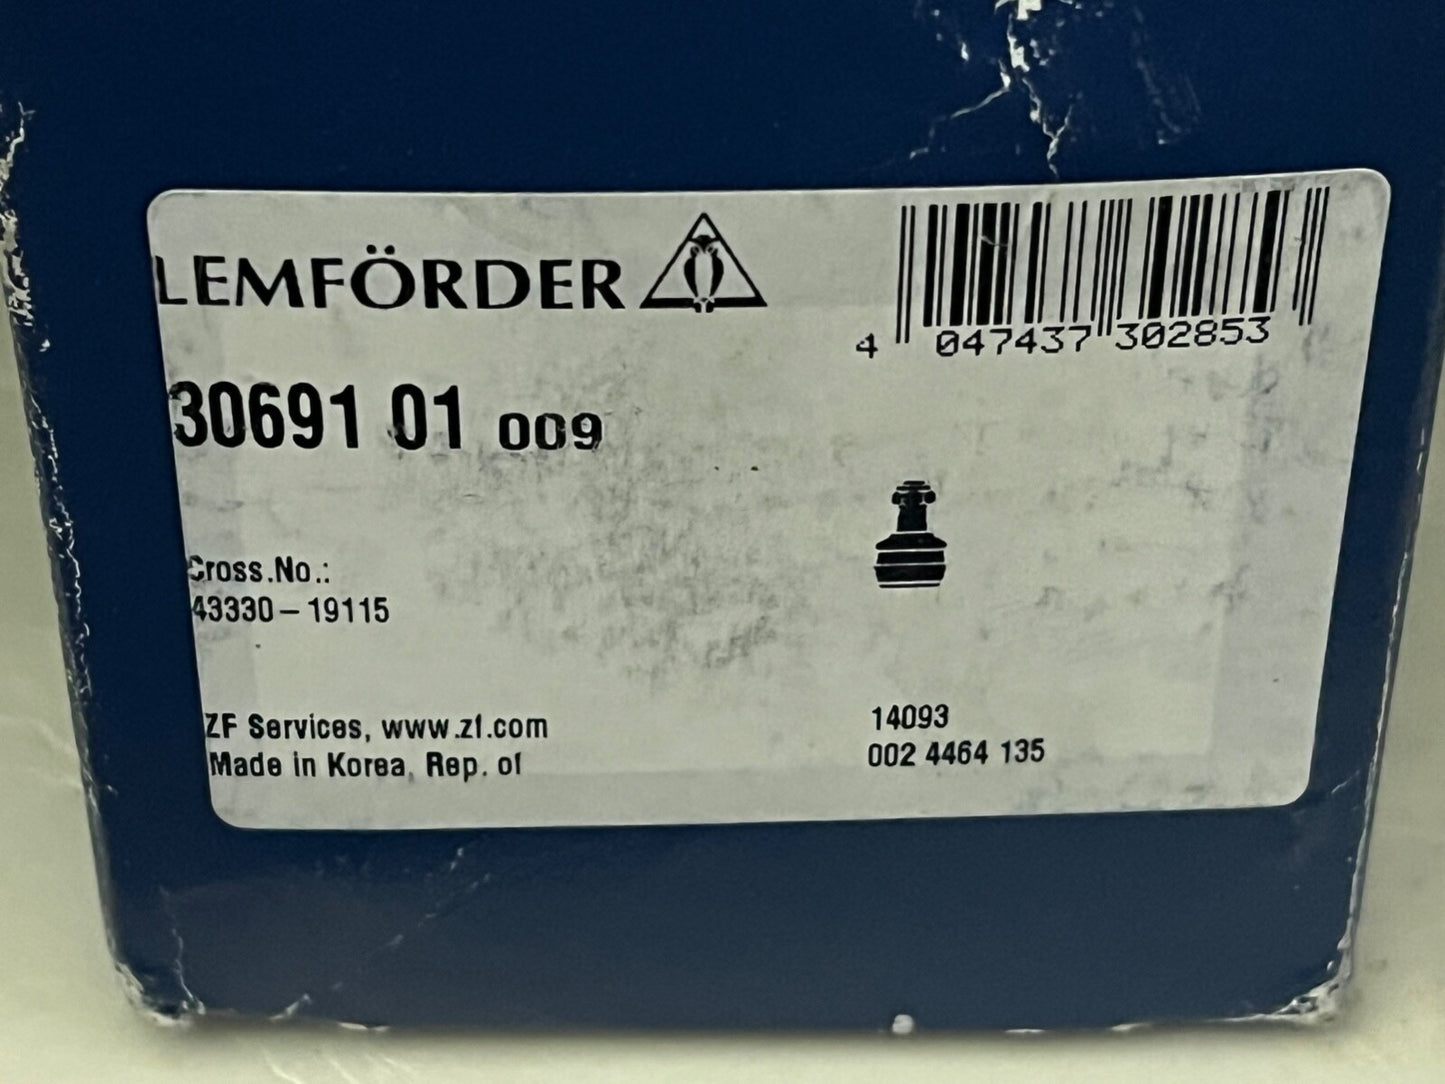 LEMFÖRDER
4 047437 302853
30691 01 009
Cross.No.:
43330-19115
ZF Services, www.zf.com
Made in Korea, Rep. of
14093
002 4464 135